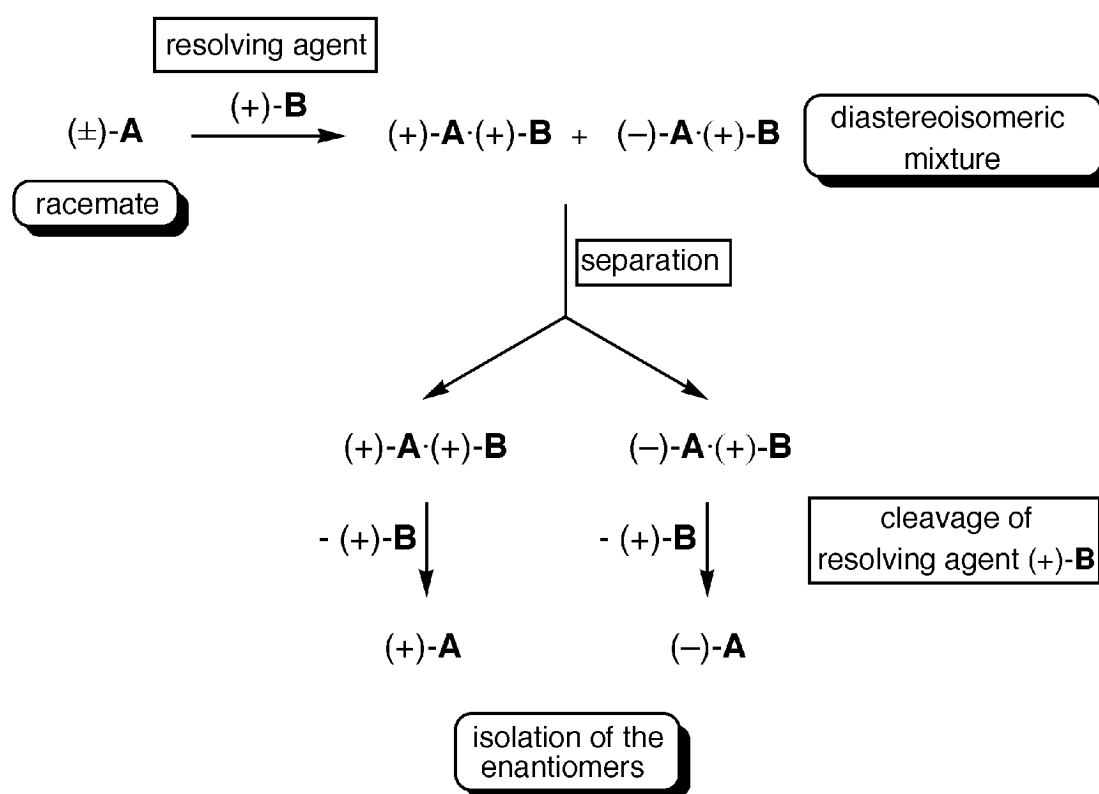 resolving agent
(±)-A
(+)-B
(+)-A·(+)-B + (–)-A·(+)-B
diastereoisomeric
mixture
racemate
separation
(+)-A·(+)-B
(–)-A·(+)-B
- (+)-B
- (+)-B
cleavage of
resolving agent (+)-B
(+)-A
(–)-A
isolation of the
enantiomers